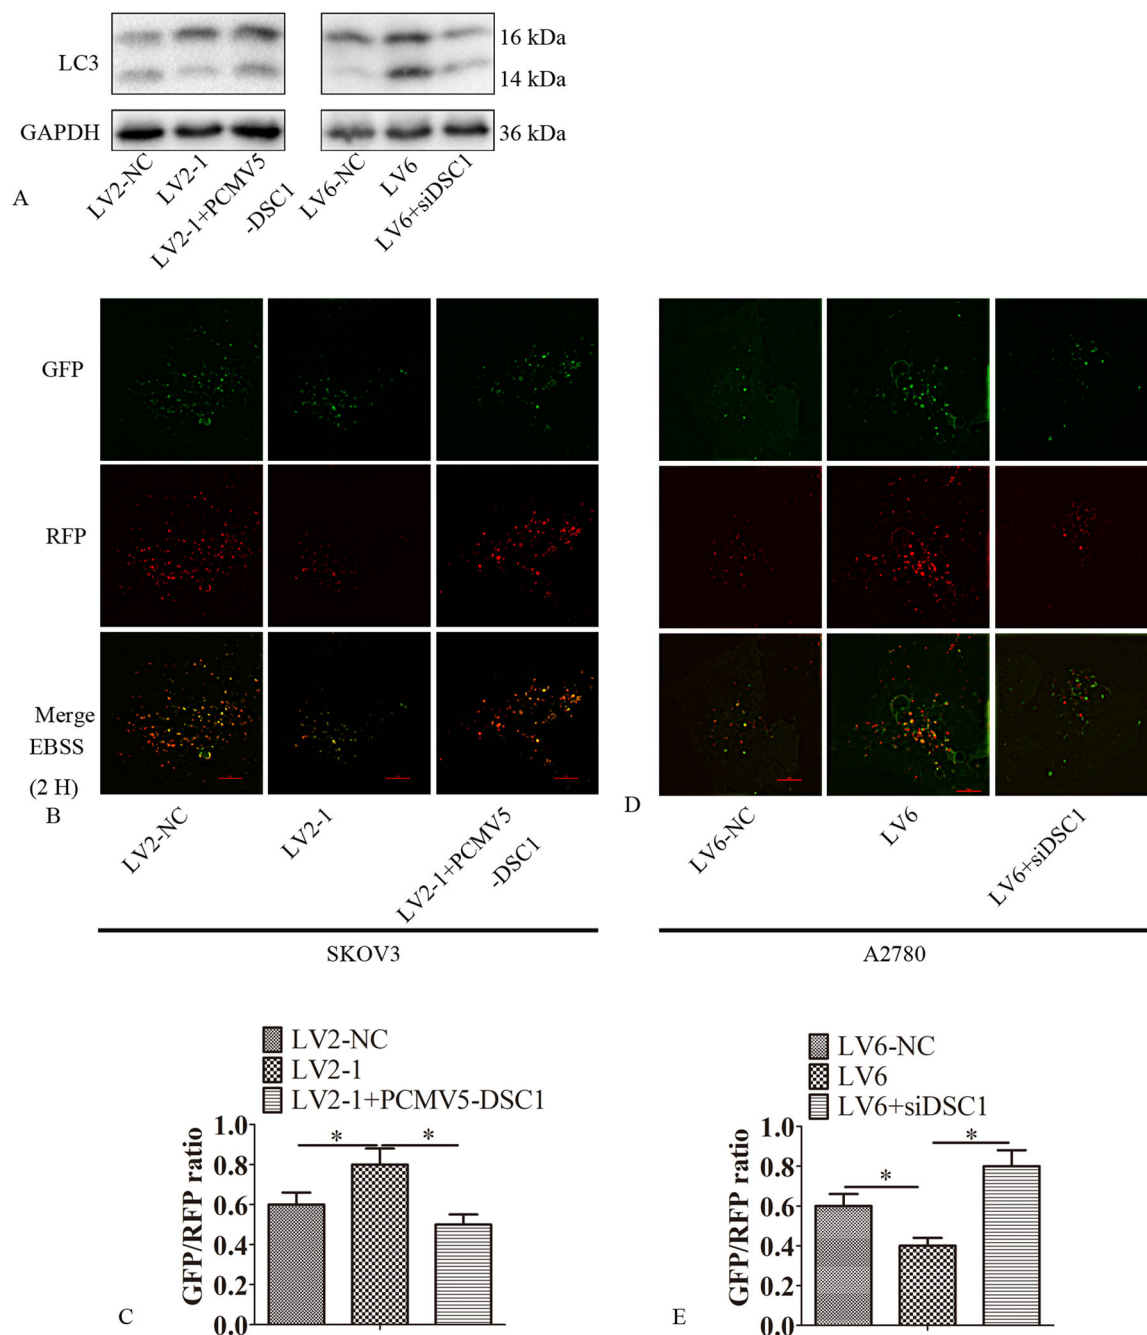 LC3
16 kDa
14 kDa
GAPDH
36 kDa
A
LV2-NC
LV2-1
LV2-1+PCMV5
-DSC1
LV6-NC
LV6
LV6+siDSC1
GFP
RFP
Merge
EBSS
(2 H)
B
LV2-NC
LV2-1
LV2-1+PCMV5
-DSC1
SKOV3
D
LV6-NC
LV6
LV6+siDSC1
A2780
LV2-NC
LV2-1
LV2-1+PCMV5-DSC1
GFP/RFP ratio
1.0
0.8
0.6
0.4
0.2
0.0
* *
C
LV6-NC
LV6
LV6+siDSC1
GFP/RFP ratio
1.0
0.8
0.6
0.4
0.2
0.0
*
*
E